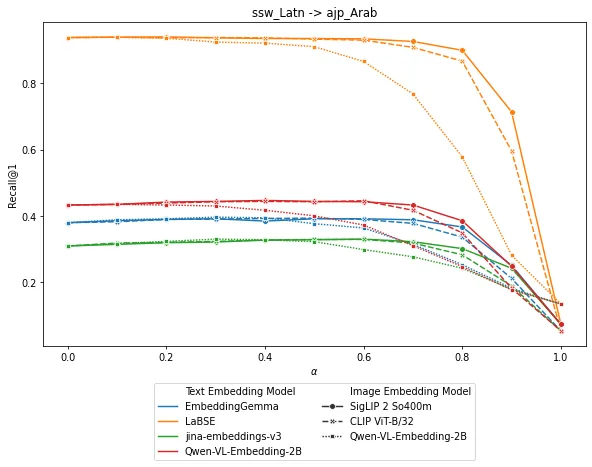 ssw_Latn -> ajp_Arab
Recall@1
0.8
0.6
0.4
0.2
0.0 0.2 0.4 0.6 0.8 1.0
α
Text Embedding Model
EmbeddingGemma
LaBSE
jina-embeddings-v3
Qwen-VL-Embedding-2B
Image Embedding Model
SigLIP 2 So400m
CLIP ViT-B/32
Qwen-VL-Embedding-2B